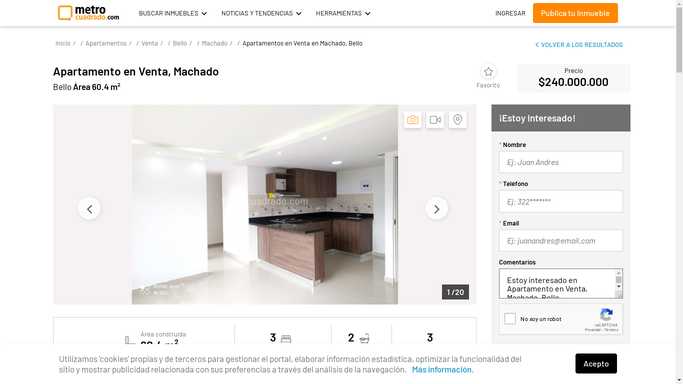 metro
cuadrado.com
BUSCAR INMUEBLES
NOTICIAS Y TENDENCIAS
HERRAMIENTAS
INGRESAR
Publica tu Inmueble
Inicio / / Apartamentos / / Venta / / Bello / / Machado / / Apartamentos en Venta en Machado, Bello
VOLVER A LOS RESULTADOS
Apartamento en Venta, Machado
Bello Área 60.4 m²
Favorito
Precio
$240.000.000
1 / 20
¡Estoy Interesado!
* Nombre
Ej: Juan Andres
* Teléfono
Ej: 322*******
* Email
Ej: juanandres@email.com
Comentarios
Estoy interesado en
Apartamento en Venta,
Machado, Bello
No soy un robot
reCAPTCHA
Privacidad - Términos
Área construida
60.4 m²
3
2
3
Utilizamos 'cookies' propias y de terceros para gestionar el portal, elaborar información estadística, optimizar la funcionalidad del
sitio y mostrar publicidad relacionada con sus preferencias a través del análisis de la navegación. Más información.
Acepto